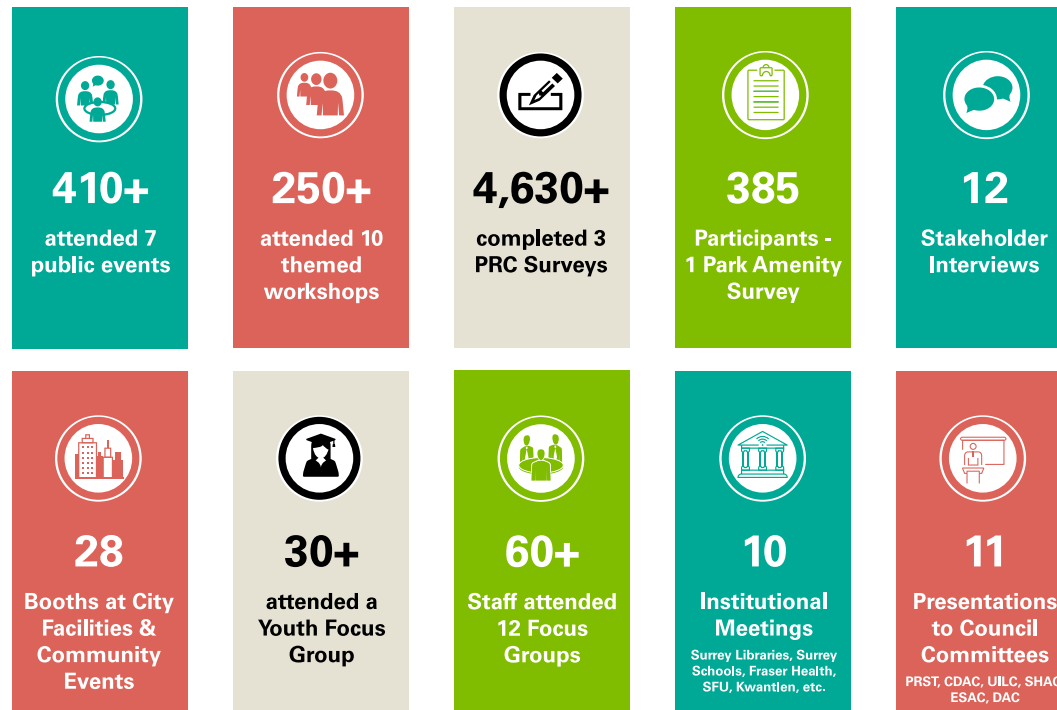 410+
attended 7
public events
250+
attended 10
themed
workshops
4,630+
completed 3
PRC Surveys
385
Participants -
1 Park Amenity
Survey
12
Stakeholder
Interviews
28
Booths at City
Facilities &
Community
Events
30+
attended a
Youth Focus
Group
60+
Staff attended
12 Focus
Groups
10
Institutional
Meetings
Surrey Libraries, Surrey
Schools, Fraser Health,
SFU, Kwantlen, etc.
11
Presentations
to Council
Committees
PRST, CDAC, UILC, SHAC
ESAC, DAC